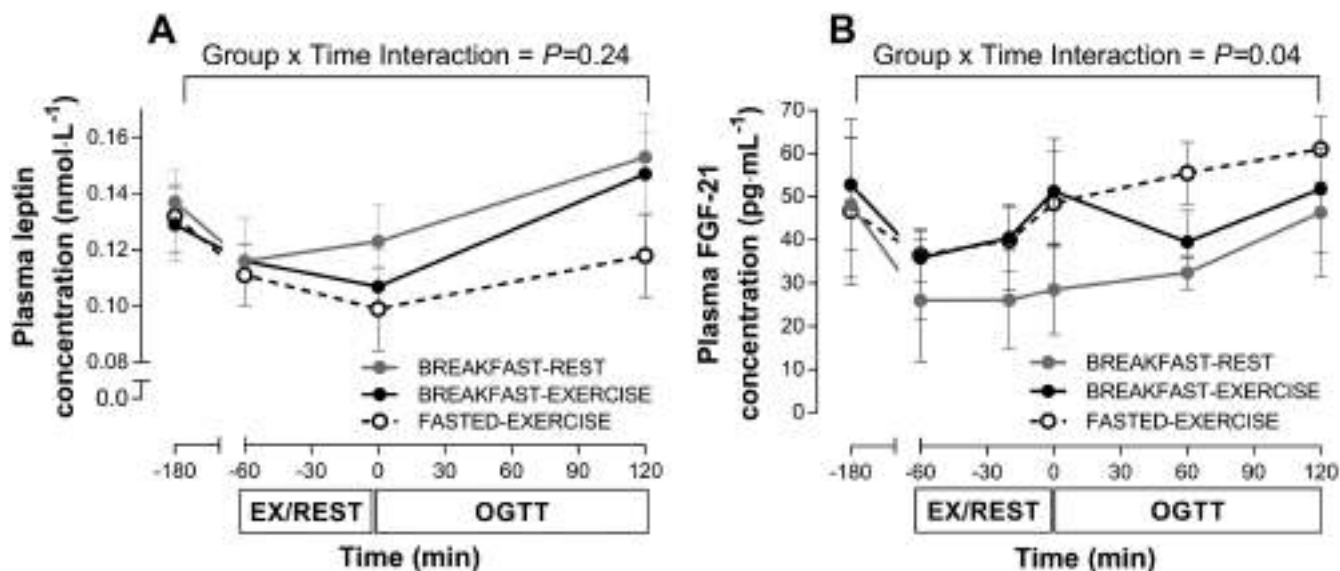 A
Group x Time Interaction = P=0.24
Plasma leptin
concentration (nmol·L⁻¹)
0.16
0.14
0.12
0.10
0.08
0.0
BREAKFAST-REST
BREAKFAST-EXERCISE
FASTED-EXERCISE
-180 -60 -30 0 30 60 90 120
EX/REST OGTT
Time (min)
B
Group x Time Interaction = P=0.04
Plasma FGF-21
concentration (pg·mL⁻¹)
70
60
50
40
30
20
10
0
BREAKFAST-REST
BREAKFAST-EXERCISE
FASTED-EXERCISE
-180 -60 -30 0 30 60 90 120
EX/REST OGTT
Time (min)